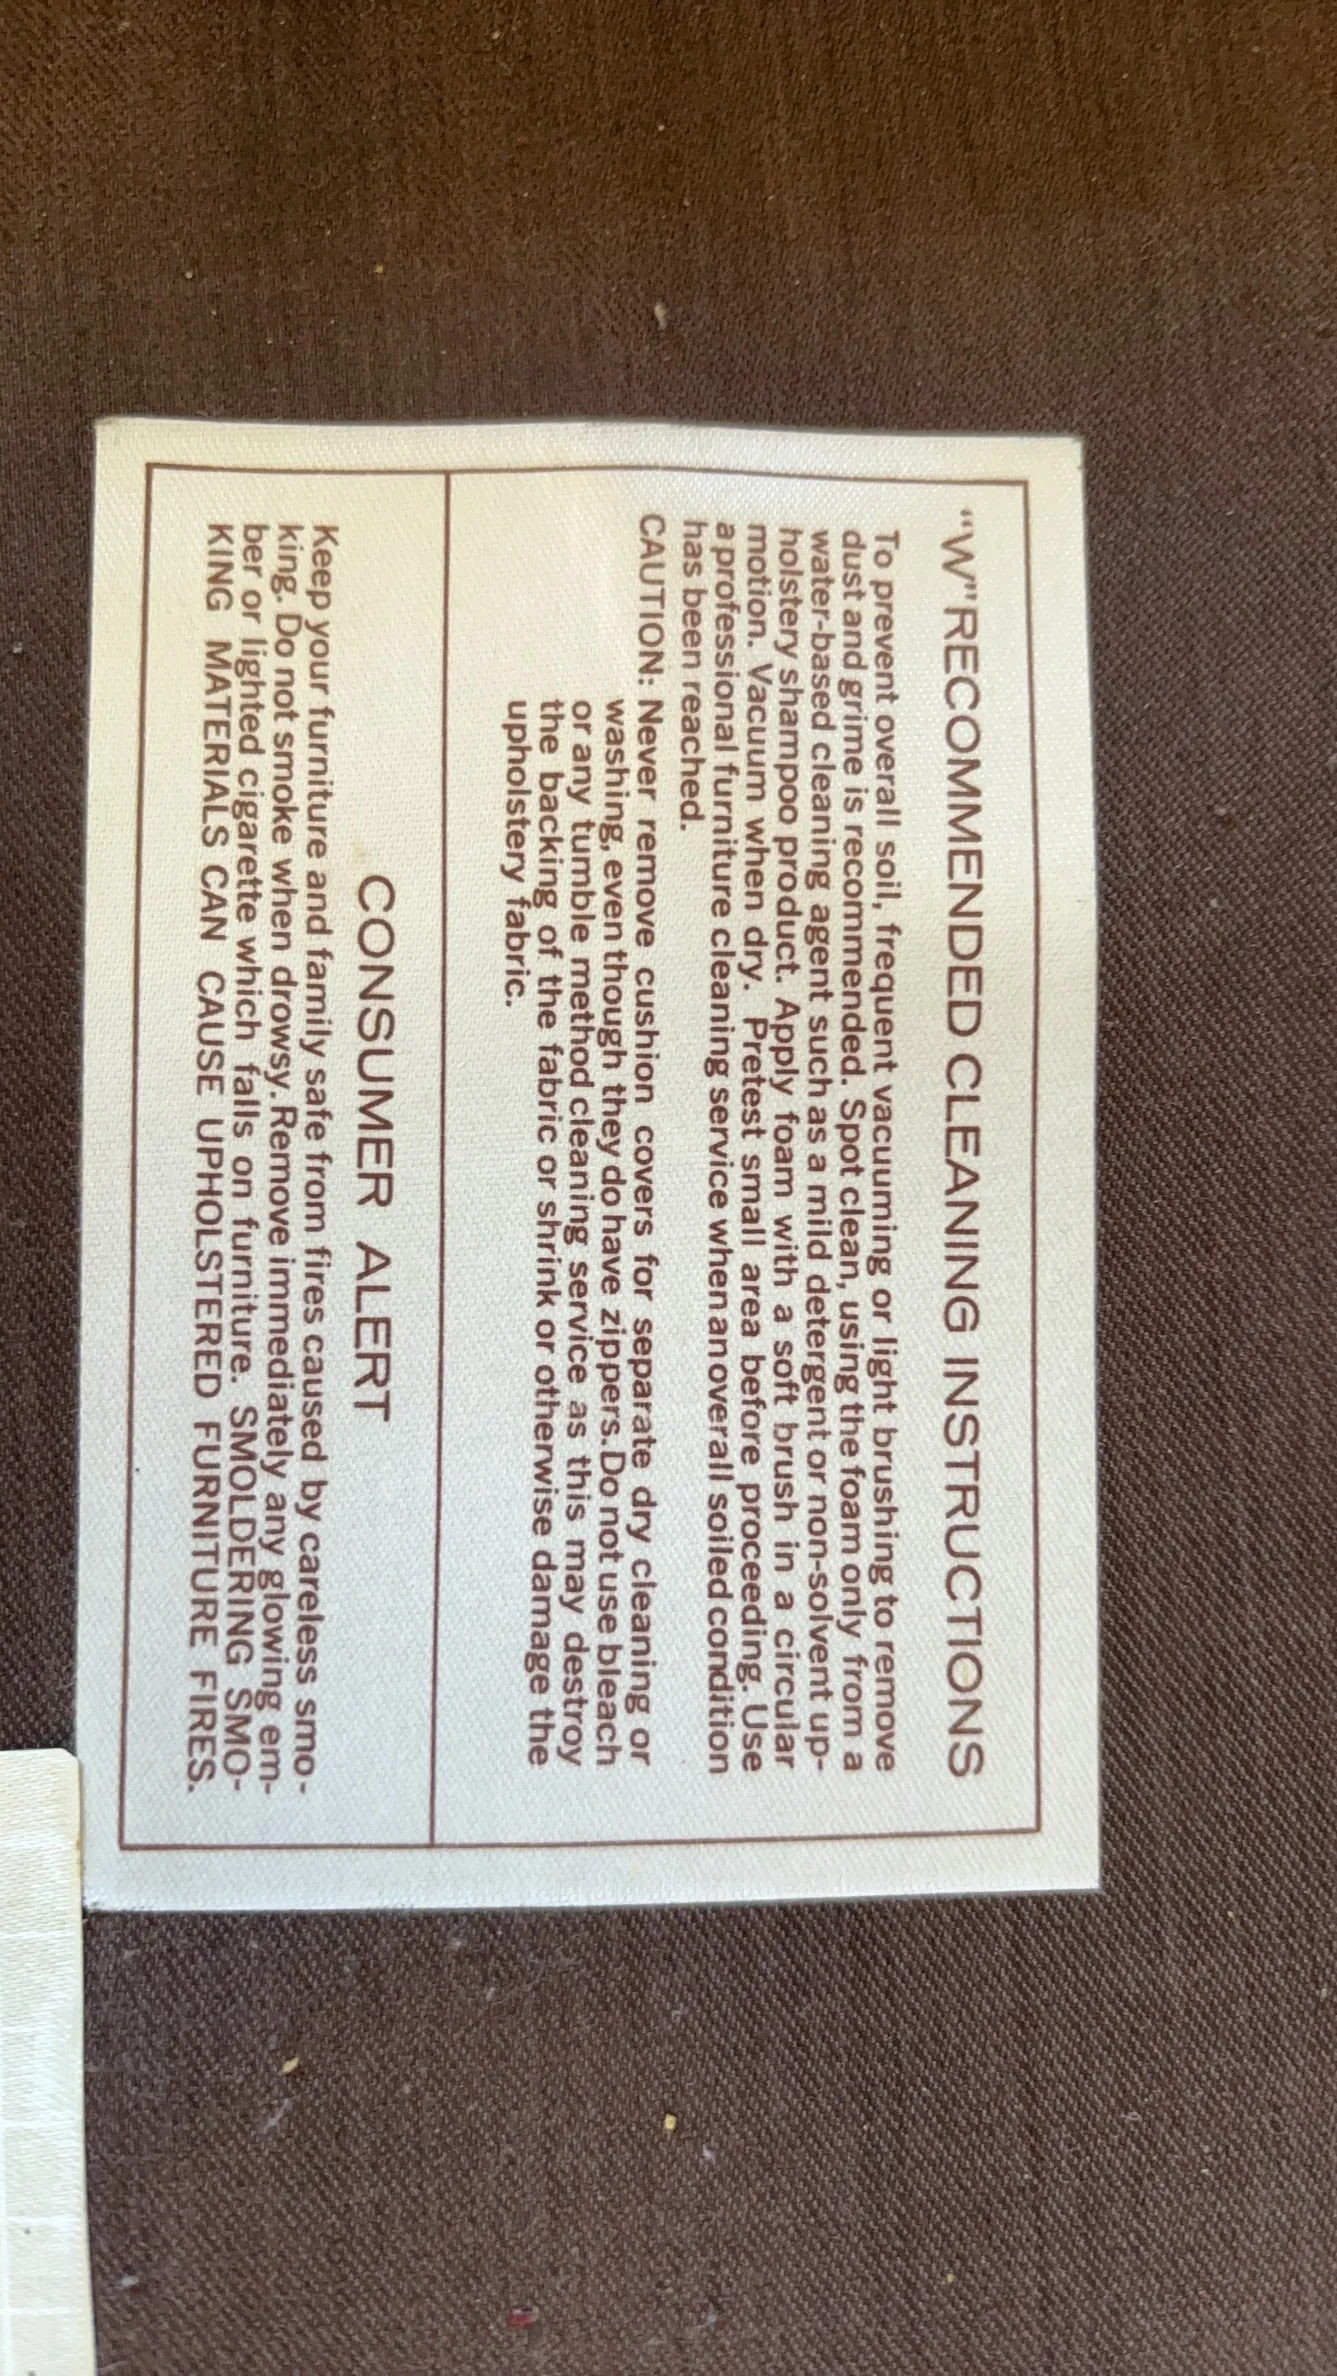 "W" RECOMMENDED CLEANING INSTRUCTIONS
To prevent overall soil, frequent vacuuming or light brushing to remove
dust and grime is recommended. Spot clean, using the foam only from a
water-based cleaning agent such as a mild detergent or non-solvent up-
holstery shampoo product. Apply foam with a soft brush in a circular
motion. Vacuum when dry. Pretest small area before proceeding. Use
a professional furniture cleaning service when an overall soiled condition
has been reached.
CAUTION: Never remove cushion covers for separate dry cleaning or
washing, even though they do have zippers. Do not use bleach
or any tumble method cleaning service as this may destroy
the backing of the fabric or shrink or otherwise damage the
upholstery fabric.
CONSUMER ALERT
Keep your furniture and family safe from fires caused by careless smo-
king. Do not smoke when drowsy. Remove immediately any glowing em-
ber or lighted cigarette which falls on furniture. SMOLDERING SMO-
KING MATERIALS CAN CAUSE UPHOLSTERED FURNITURE FIRES.